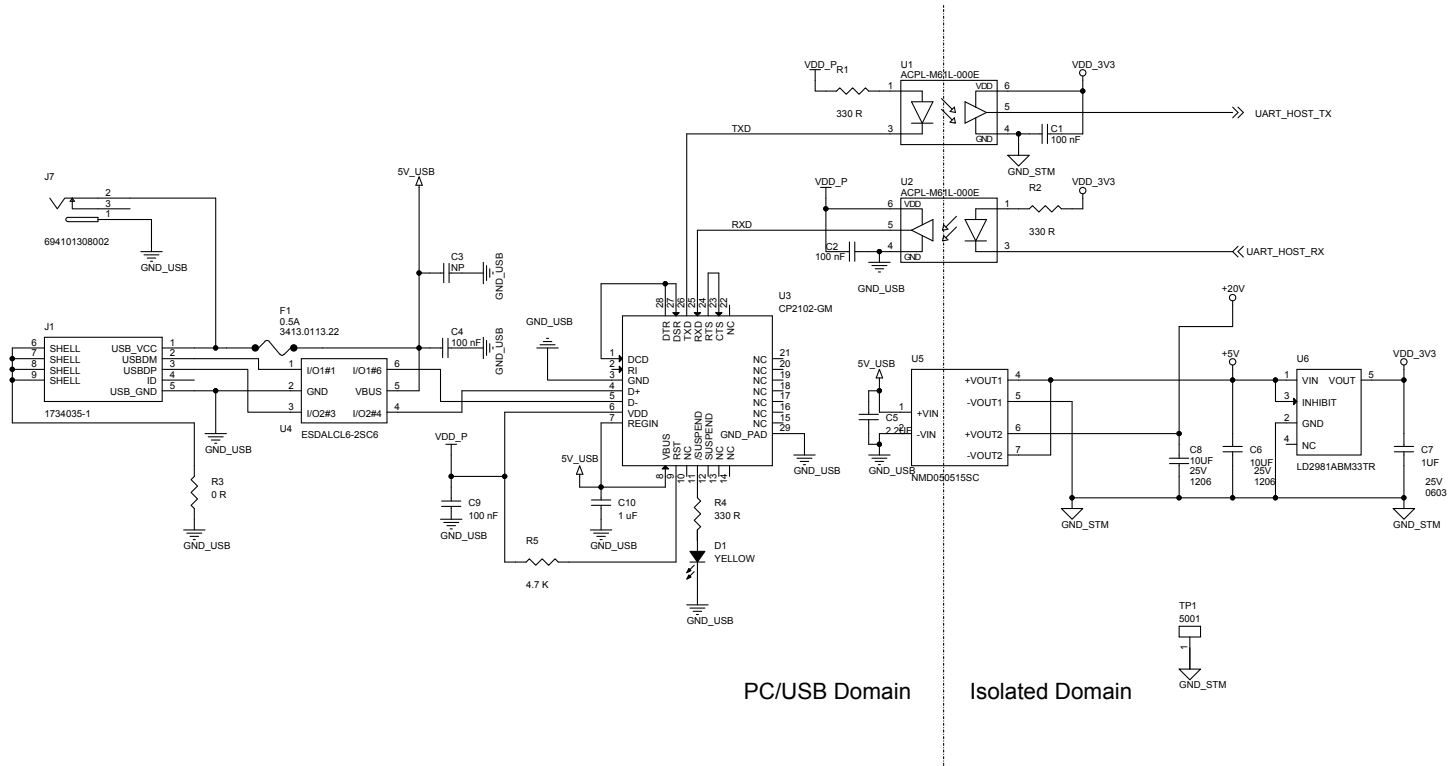 VDD_P
R1
330 R
U1
ACPL-M61L-000E
1
3
VDD
6
5
4
GND
VDD_3V3
C1
100 nF
GND_STM
UART_HOST_TX
TXD
VDD_P
U2
ACPL-M61L-000E
6
VDD
5
4
GND
1
3
R2
330 R
VDD_3V3
UART_HOST_RX
RXD
C2
100 nF
GND_USB
J7
2
3
1
694101308002
GND_USB
5V_USB
C3
NP
GND_USB
C4
100 nF
GND_USB
F1
0.5A
3413.0113.22
J1
6 SHELL
7 SHELL
8 SHELL
9 SHELL
USB_VCC 1
USBDM 2
USBDP 3
ID 4
USB_GND 5
1734035-1
1 I/O1#1
2 GND
3 I/O2#3
I/O1#6 6
VBUS 5
I/O2#4 4
U4
ESDALCL6-2SC6
GND_USB
R3
0 R
GND_USB
GND_USB
U3
CP2102-GM
28 DTR
27 DSR
26 TXD
25 RXD
24 RTS
23 CTS
22 NC
1 DCD
2 RI
3 GND
4 D+
5 D-
6 VDD
7 REGIN
NC 21
NC 20
NC 19
NC 18
NC 17
NC 16
NC 15
GND_PAD 29
8 VBUS
9 RST
10 NC
11 /SUSPEND
12 SUSPEND
13 NC
14 NC
GND_USB
VDD_P
C9
100 nF
GND_USB
5V_USB
C10
1 uF
GND_USB
R5
4.7 K
R4
330 R
D1
YELLOW
GND_USB
5V_USB
C5
2.2UF
GND_USB
U5
1 +VIN
2 -VIN
+VOUT1 4
-VOUT1 5
+VOUT2 6
-VOUT2 7
NMD050515SC
+20V
+5V
C8
10UF
25V
1206
C6
10UF
25V
1206
U6
1 VIN
3 INHIBIT
2 GND
4 NC
VOUT 5
LD2981ABM33TR
VDD_3V3
C7
1UF
25V
0603
GND_STM
GND_STM
TP1
5001
1
GND_STM
PC/USB Domain
Isolated Domain